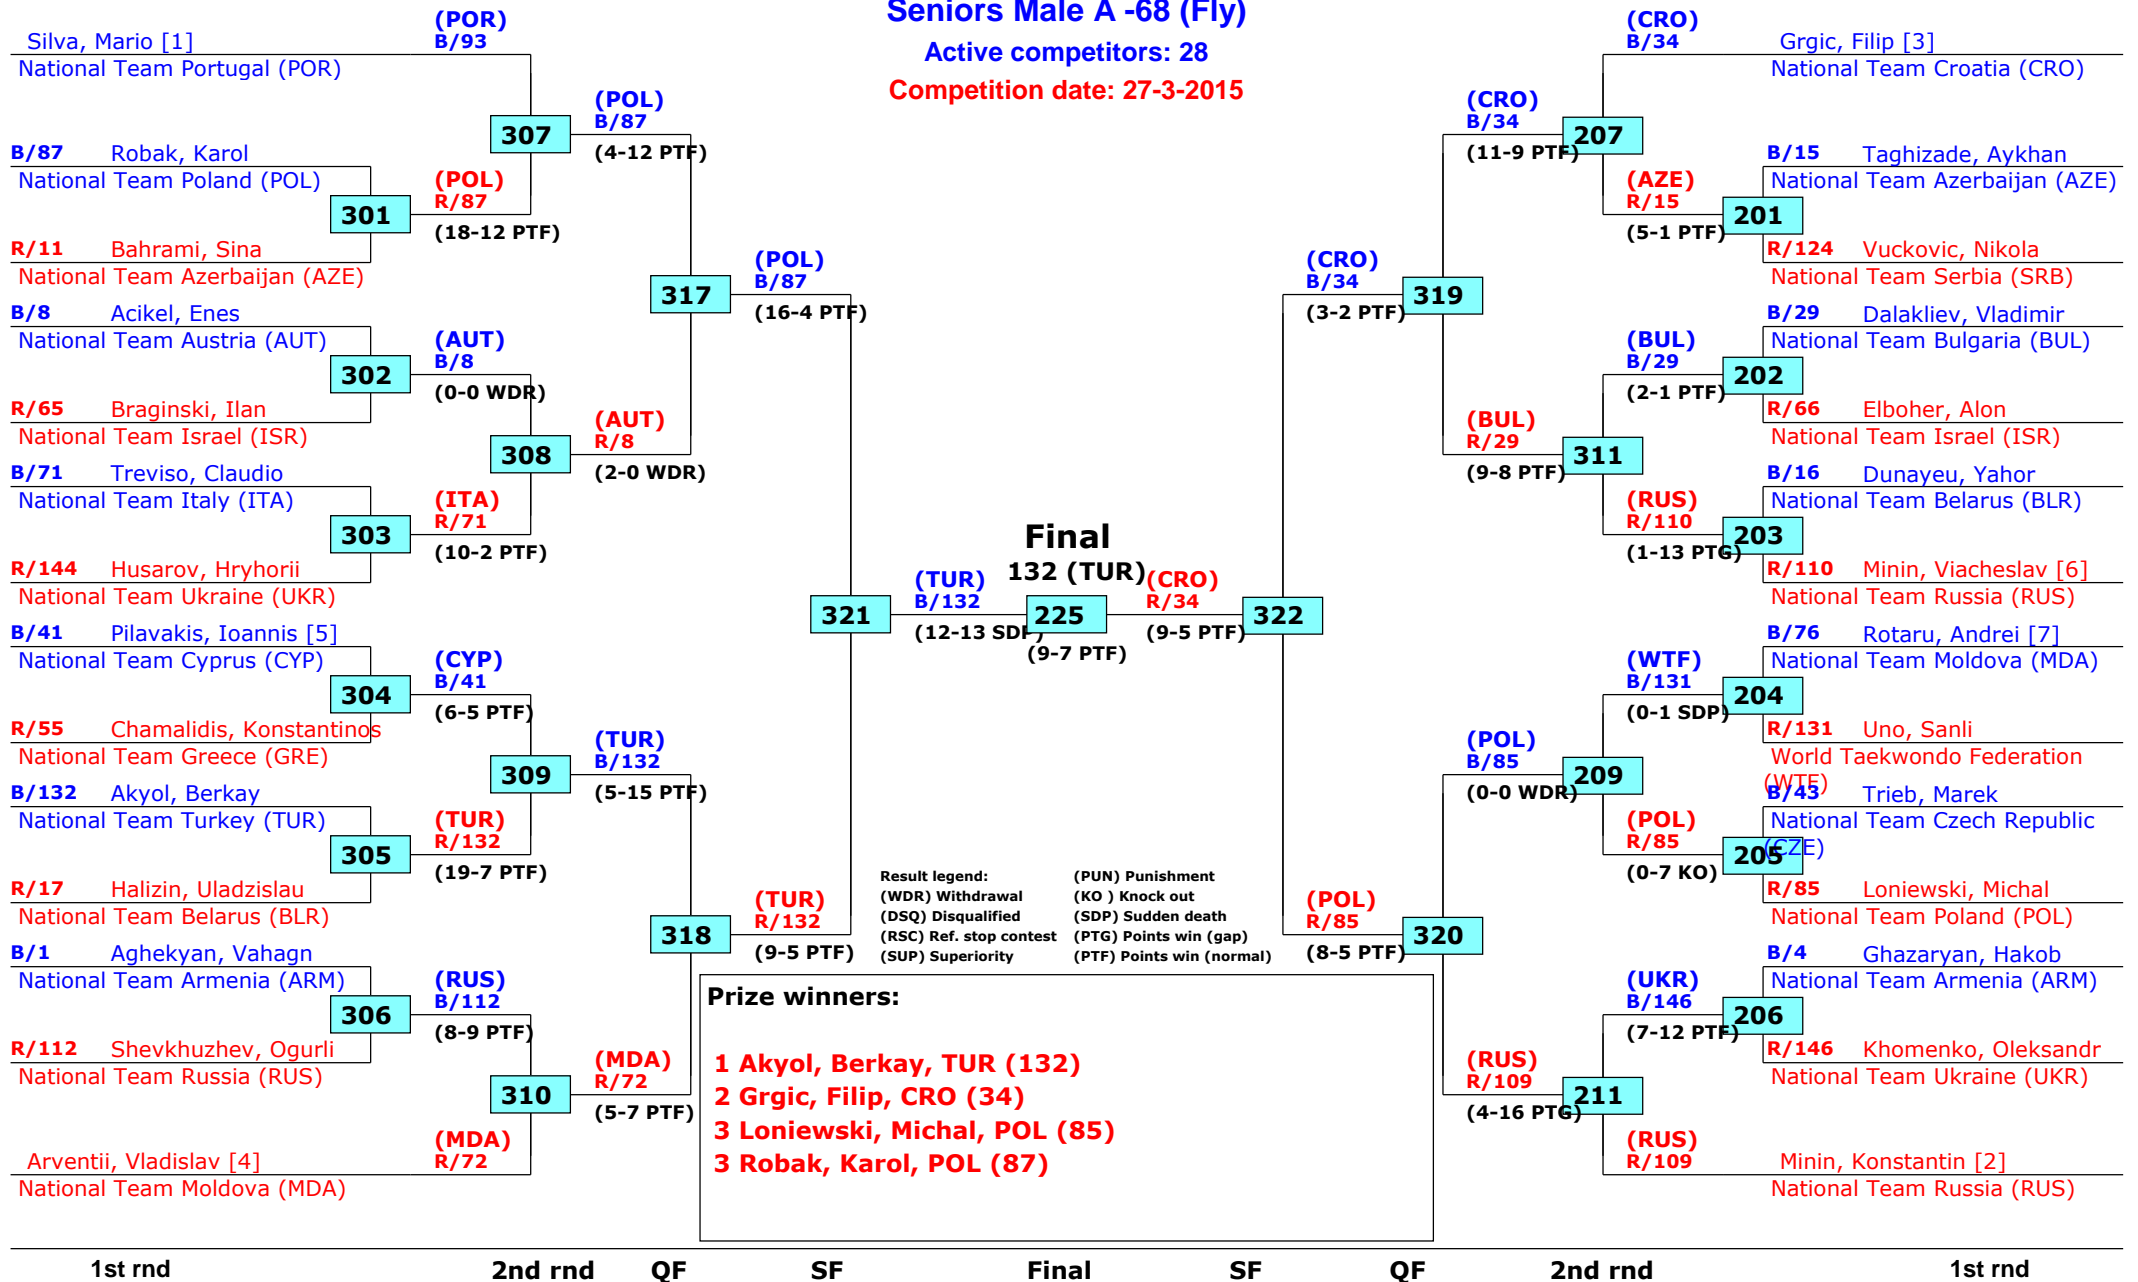 Seniors Male A -68 (Fly)
Active competitors: 28
Competition date: 27-3-2015
Silva, Mario [1]
National Team Portugal (POR)
B/87 Robak, Karol
National Team Poland (POL)
301
R/11 Bahrami, Sina
National Team Azerbaijan (AZE)
B/8 Acikel, Enes
National Team Austria (AUT)
302
R/65 Braginski, Ilan
National Team Israel (ISR)
B/71 Treviso, Claudio
National Team Italy (ITA)
303
R/144 Husarov, Hryhorii
National Team Ukraine (UKR)
B/41 Pilavakis, Ioannis [5]
National Team Cyprus (CYP)
304
R/55 Chamalidis, Konstantinos
National Team Greece (GRE)
B/132 Akyol, Berkay
National Team Turkey (TUR)
305
R/17 Halizin, Uladzislau
National Team Belarus (BLR)
B/1 Aghekyan, Vahagn
National Team Armenia (ARM)
306
R/112 Shevkhuzhev, Ogurli
National Team Russia (RUS)
Arventii, Vladislav [4]
National Team Moldova (MDA)
(POR)
B/93
307
(POL)
R/87
(18-12 PTF)
(AUT)
B/8
(0-0 WDR)
308
(ITA)
R/71
(10-2 PTF)
(CYP)
B/41
(6-5 PTF)
309
(TUR)
R/132
(19-7 PTF)
(RUS)
B/112
(8-9 PTF)
310
(MDA)
R/72
(POL)
B/87
(4-12 PTF)
317
(AUT)
R/8
(2-0 WDR)
(TUR)
B/132
(5-15 PTF)
318
(MDA)
R/72
(5-7 PTF)
(POL)
B/87
(16-4 PTF)
321
(TUR)
R/132
(9-5 PTF)
(TUR)
B/132
(12-13 SDP)
Final
132 (TUR)
225
(9-7 PTF)
(CRO)
R/34
(9-5 PTF)
322
(CRO)
B/34
(3-2 PTF)
319
(POL)
R/85
(8-5 PTF)
320
(CRO)
B/34
(11-9 PTF)
207
(BUL)
R/29
(9-8 PTF)
311
(POL)
B/85
(0-0 WDR)
209
(RUS)
R/109
(4-16 PTG)
211
(CRO)
B/34
(AZE)
R/15
(5-1 PTF)
201
(BUL)
B/29
(2-1 PTF)
202
(RUS)
R/110
(1-13 PTG)
203
(WTF)
B/131
(0-1 SDP)
204
(POL)
R/85
(0-7 KO)
205
(UKR)
B/146
(7-12 PTF)
206
(RUS)
R/109
Grgic, Filip [3]
National Team Croatia (CRO)
B/15 Taghizade, Aykhan
National Team Azerbaijan (AZE)
R/124 Vuckovic, Nikola
National Team Serbia (SRB)
B/29 Dalakliev, Vladimir
National Team Bulgaria (BUL)
R/66 Elboher, Alon
National Team Israel (ISR)
B/16 Dunayeu, Yahor
National Team Belarus (BLR)
R/110 Minin, Viacheslav [6]
National Team Russia (RUS)
B/76 Rotaru, Andrei [7]
National Team Moldova (MDA)
R/131 Uno, Sanli
World Taekwondo Federation
(WTF)
B/43 Trieb, Marek
National Team Czech Republic
(CZE)
R/85 Loniewski, Michal
National Team Poland (POL)
B/4 Ghazaryan, Hakob
National Team Armenia (ARM)
R/146 Khomenko, Oleksandr
National Team Ukraine (UKR)
Minin, Konstantin [2]
National Team Russia (RUS)
Result legend: (PUN) Punishment
(WDR) Withdrawal (KO ) Knock out
(DSQ) Disqualified (SDP) Sudden death
(RSC) Ref. stop contest (PTG) Points win (gap)
(SUP) Superiority (PTF) Points win (normal)
Prize winners:
1 Akyol, Berkay, TUR (132)
2 Grgic, Filip, CRO (34)
3 Loniewski, Michal, POL (85)
3 Robak, Karol, POL (87)
1st rnd 2nd rnd QF SF Final SF QF 2nd rnd 1st rnd